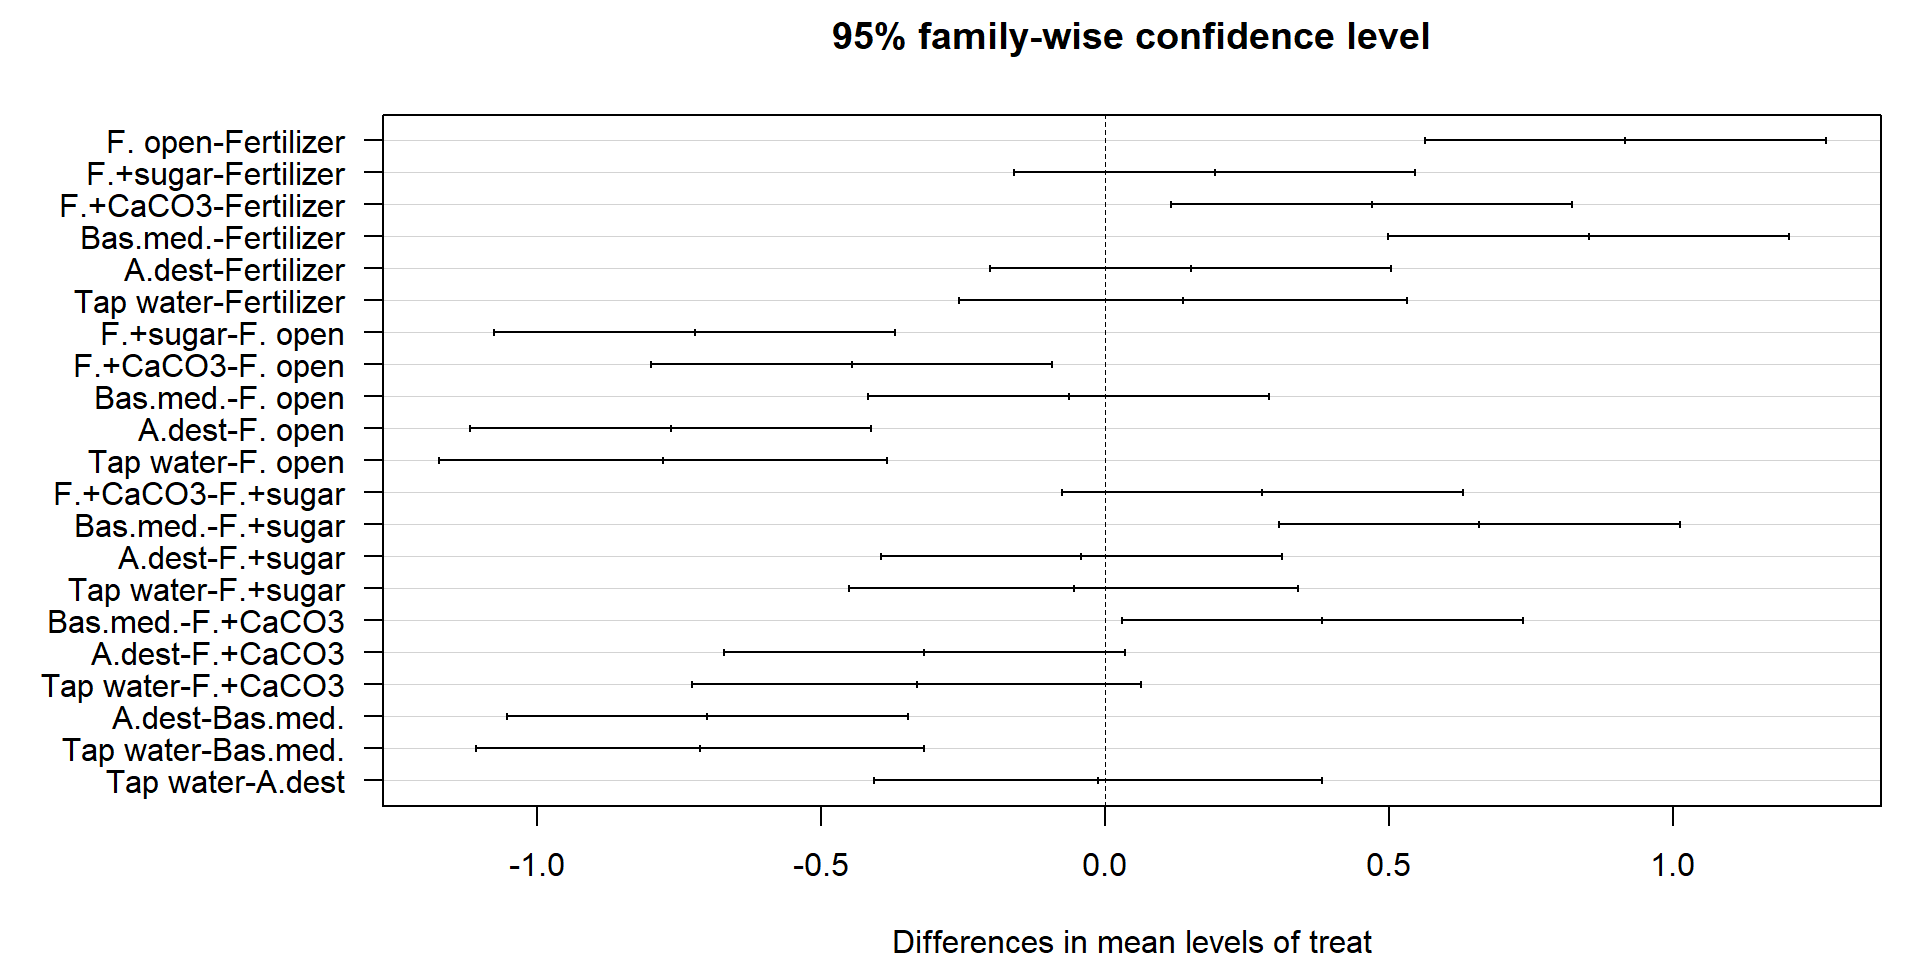 95% family-wise confidence level
F. open-Fertilizer
F.+sugar-Fertilizer
F.+CaCO3-Fertilizer
Bas.med.-Fertilizer
A.dest-Fertilizer
Tap water-Fertilizer
F.+sugar-F. open
F.+CaCO3-F. open
Bas.med.-F. open
A.dest-F. open
Tap water-F. open
F.+CaCO3-F.+sugar
Bas.med.-F.+sugar
A.dest-F.+sugar
Tap water-F.+sugar
Bas.med.-F.+CaCO3
A.dest-F.+CaCO3
Tap water-F.+CaCO3
A.dest-Bas.med.
Tap water-Bas.med.
Tap water-A.dest
-1.0 -0.5 0.0 0.5 1.0
Differences in mean levels of treat